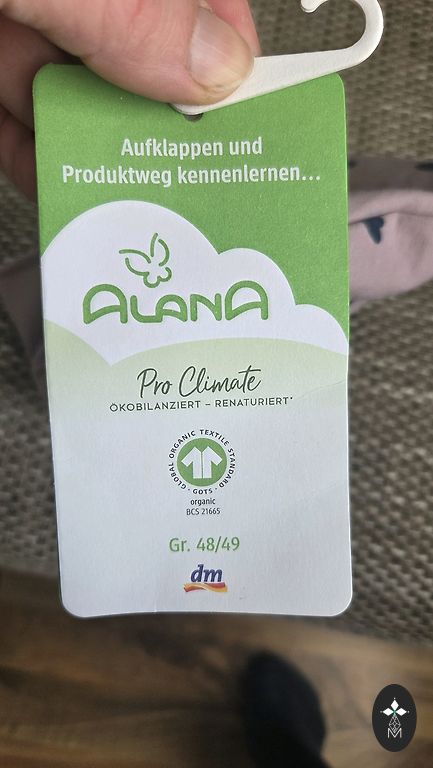 Aufklappen und
Produktweg kennenlernen...
ALANA
Pro Climate
ÖKOBILANZIERT – RENATURIERT*
GLOBAL ORGANIC TEXTILE STANDARD
· GOTS ·
organic
BCS 21665
Gr. 48/49
dm
M